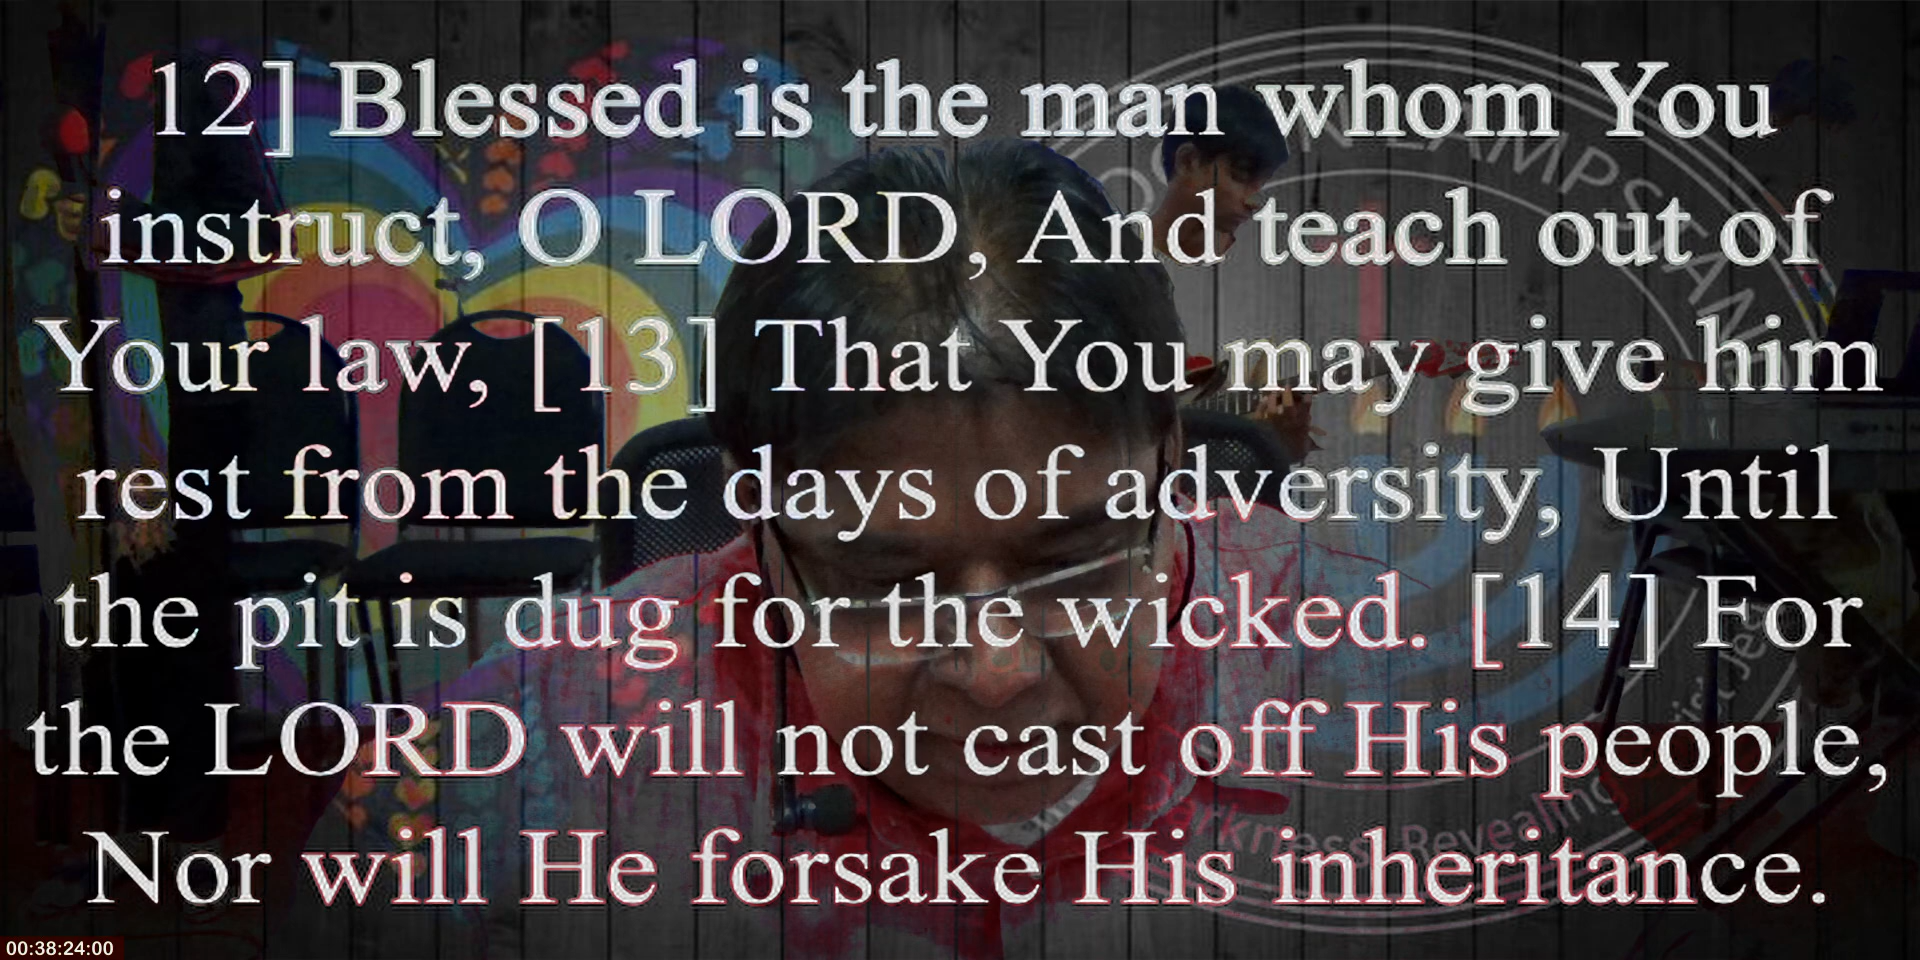 12] Blessed is the man whom You
instruct, O LORD, And teach out of
Your law, [13] That You may give him
rest from the days of adversity, Until
the pit is dug for the wicked. [14] For
the LORD will not cast off His people,
Nor will He forsake His inheritance.
LAMPSTAND
Revealing
00:38:24:00